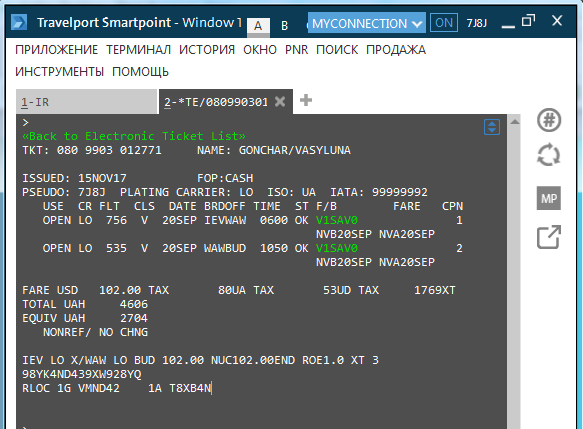 Travelport Smartpoint - Window 1 A B MYCONNECTION ON 7J8J
ПРИЛОЖЕНИЕ ТЕРМИНАЛ ИСТОРИЯ ОКНО PNR ПОИСК ПРОДАЖА
ИНСТРУМЕНТЫ ПОМОЩЬ
1-IR 2-*TE/080990301
>
«Back to Electronic Ticket List»
TKT: 080 9903 012771 NAME: GONCHAR/VASYLUNA
ISSUED: 15NOV17 FOP:CASH
PSEUDO: 7J8J PLATING CARRIER: LO ISO: UA IATA: 99999992
USE CR FLT CLS DATE BRDOFF TIME ST F/B FARE CPN
OPEN LO 756 V 20SEP IEVWAW 0600 OK V1SAV0 1
NVB20SEP NVA20SEP
OPEN LO 535 V 20SEP WAWBUD 1050 OK V1SAV0 2
NVB20SEP NVA20SEP
FARE USD 102.00 TAX 80UA TAX 53UD TAX 1769XT
TOTAL UAH 4606
EQUIV UAH 2704
NONREF/ NO CHNG
IEV LO X/WAW LO BUD 102.00 NUC102.00END ROE1.0 XT 3
98YK4ND439XW928YQ
RLOC 1G VMND42 1A T8XB4N
MP